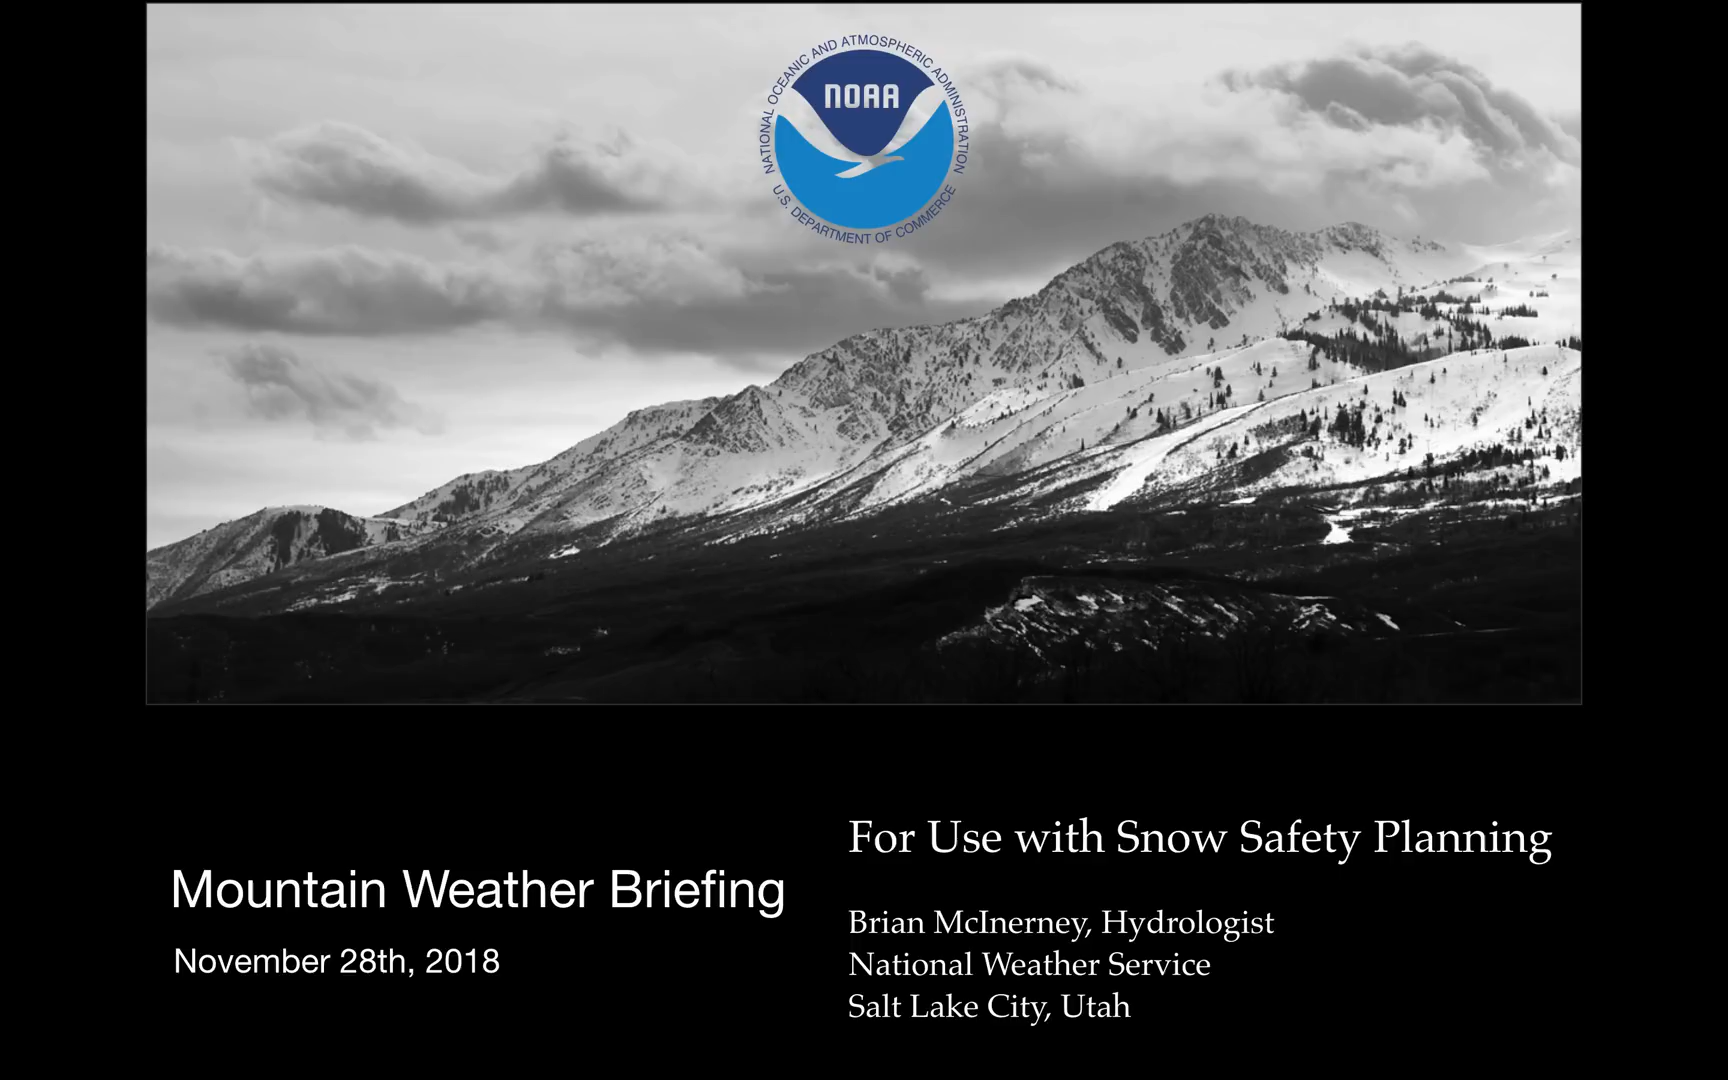 NATIONAL OCEANIC AND ATMOSPHERIC ADMINISTRATION
NOAA
U.S. DEPARTMENT OF COMMERCE
Mountain Weather Briefing
November 28th, 2018
For Use with Snow Safety Planning
Brian McInerney, Hydrologist
National Weather Service
Salt Lake City, Utah